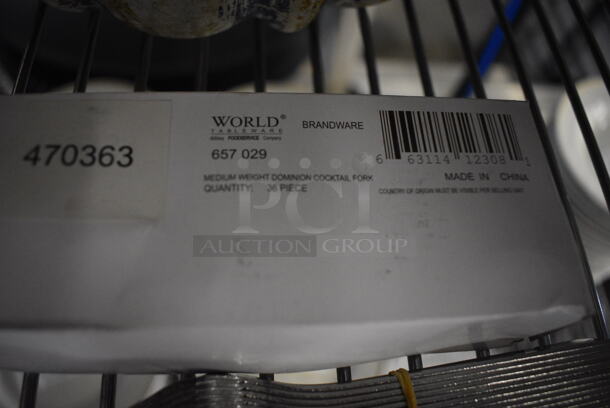 470363
WORLD®
TABLEWARE
BRANDWARE
657 029
6 63114 12308 1
MEDIUM WEIGHT DOMINION COCKTAIL FORK
QUANTITY: 36 PIECE
MADE IN CHINA
COUNTRY OF ORIGIN MUST BE VISIBLE PER SELLING UNIT
PCI
AUCTION GROUP